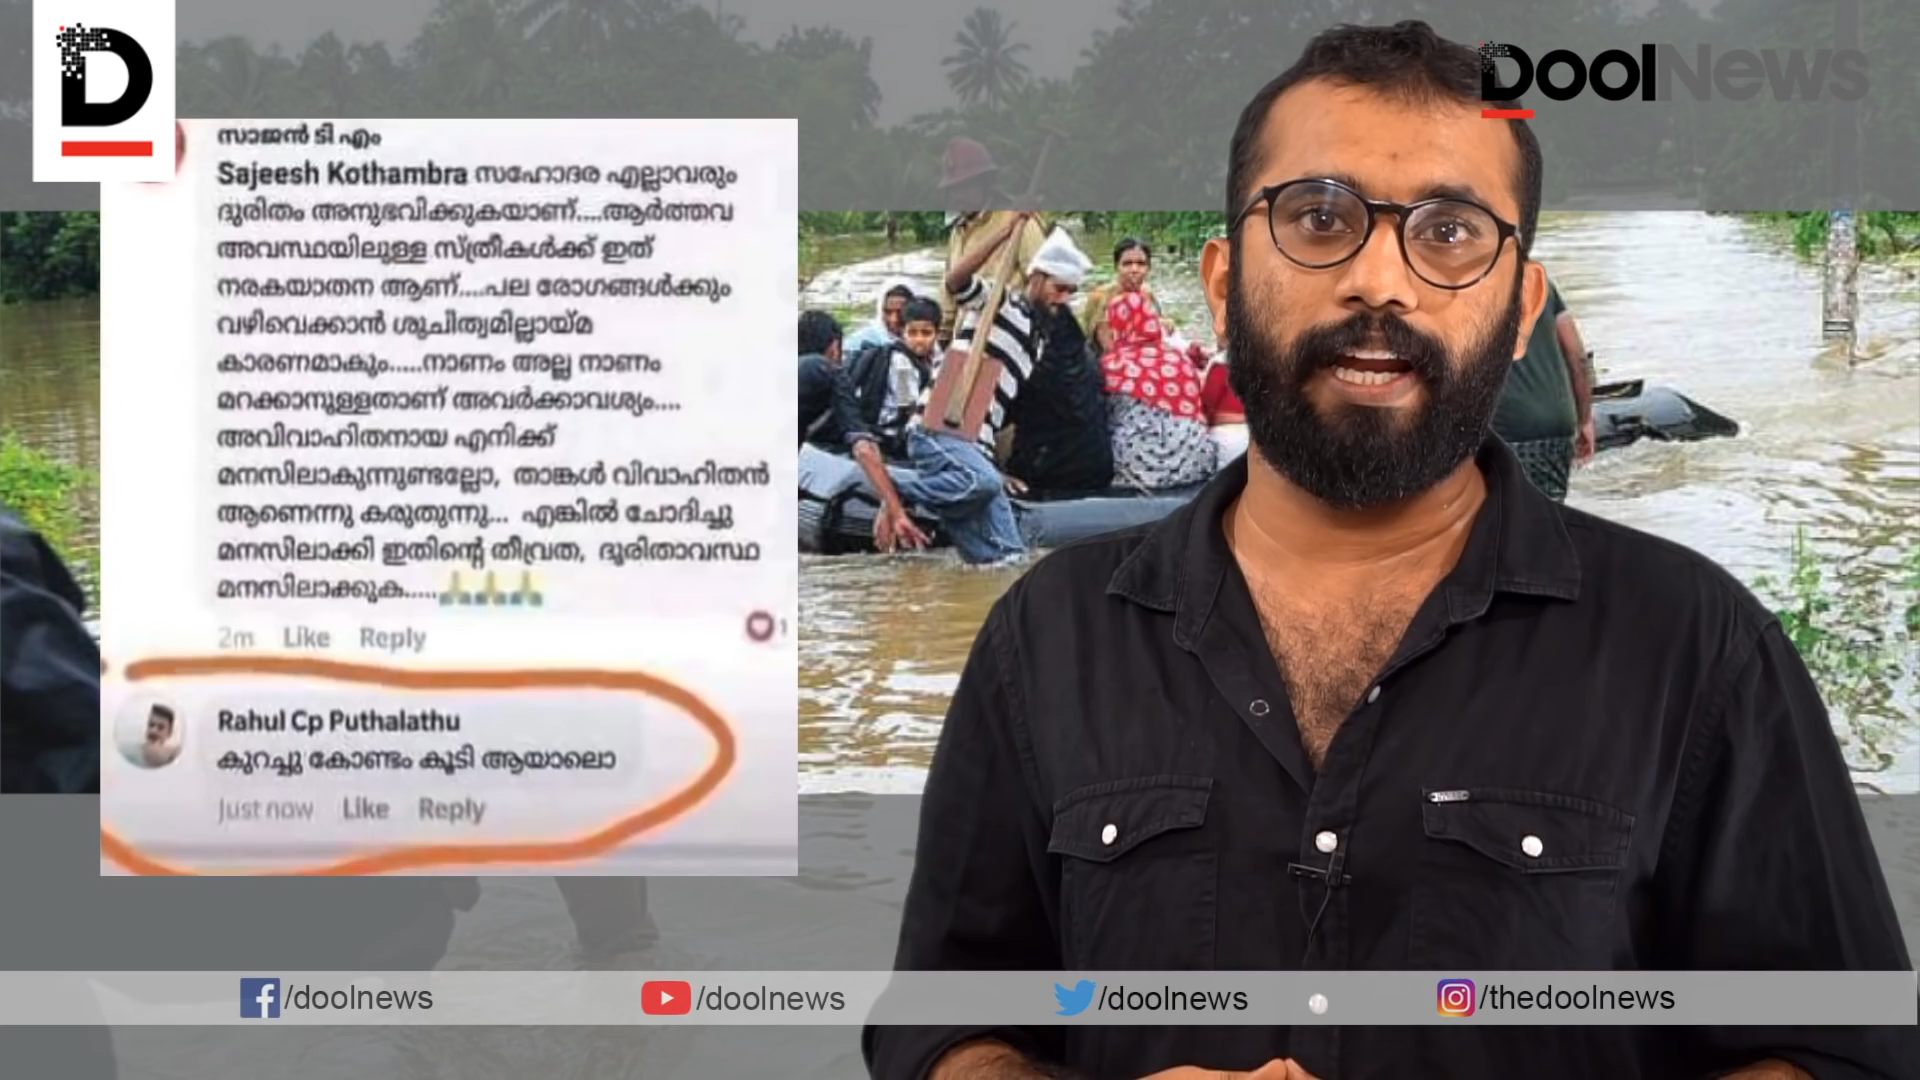 D
DoolNews
സാജൻ ടി എം
Sajeesh Kothambra സഹോദര എല്ലാവരും
ദുരിതം അനുഭവിക്കുകയാണ്....ആർത്തവ
അവസ്ഥയിലുള്ള സ്ത്രീകൾക്ക് ഇത്
നരകയാതന ആണ്....പല രോഗങ്ങൾക്കും
വഴിവെക്കാൻ ശുചിത്വമില്ലായ്മ
കാരണമാകും.....നാണം അല്ല നാണം
മറക്കാനുള്ളതാണ് അവർക്കാവശ്യം....
അവിവാഹിതനായ എനിക്ക്
മനസിലാകുന്നുണ്ടല്ലോ, താങ്കൾ വിവാഹിതൻ
ആണെന്നു കരുതുന്നു... എങ്കിൽ ചോദിച്ചു
മനസിലാക്കി ഇതിന്റെ തീവ്രത, ദൂരിതാവസ്ഥ
മനസിലാക്കുക.....🙏🙏🙏
2m Like Reply
1
Rahul Cp Puthalathu
കുറച്ചു കോണ്ടം കൂടി ആയാലൊ
Just now Like Reply
/doolnews /doolnews /doolnews /thedoolnews